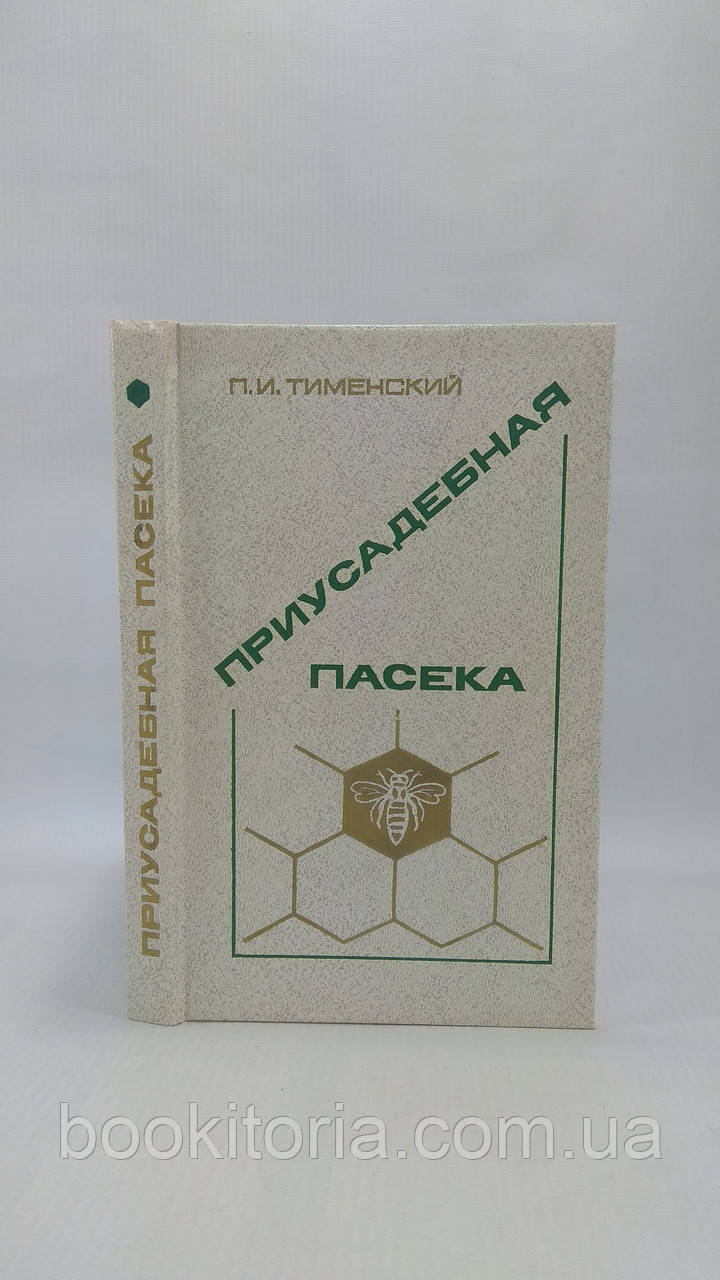 П.И. ТИМЕНСКИЙ
ПРИУСАДЕБНАЯ
ПАСЕКА
ПРИУСАДЕБНАЯ ПАСЕКА
bookitoria.com.ua